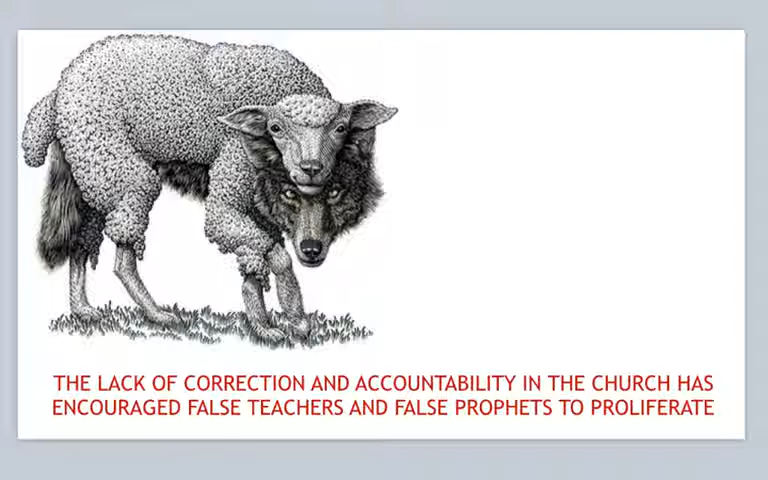 THE LACK OF CORRECTION AND ACCOUNTABILITY IN THE CHURCH HAS
ENCOURAGED FALSE TEACHERS AND FALSE PROPHETS TO PROLIFERATE